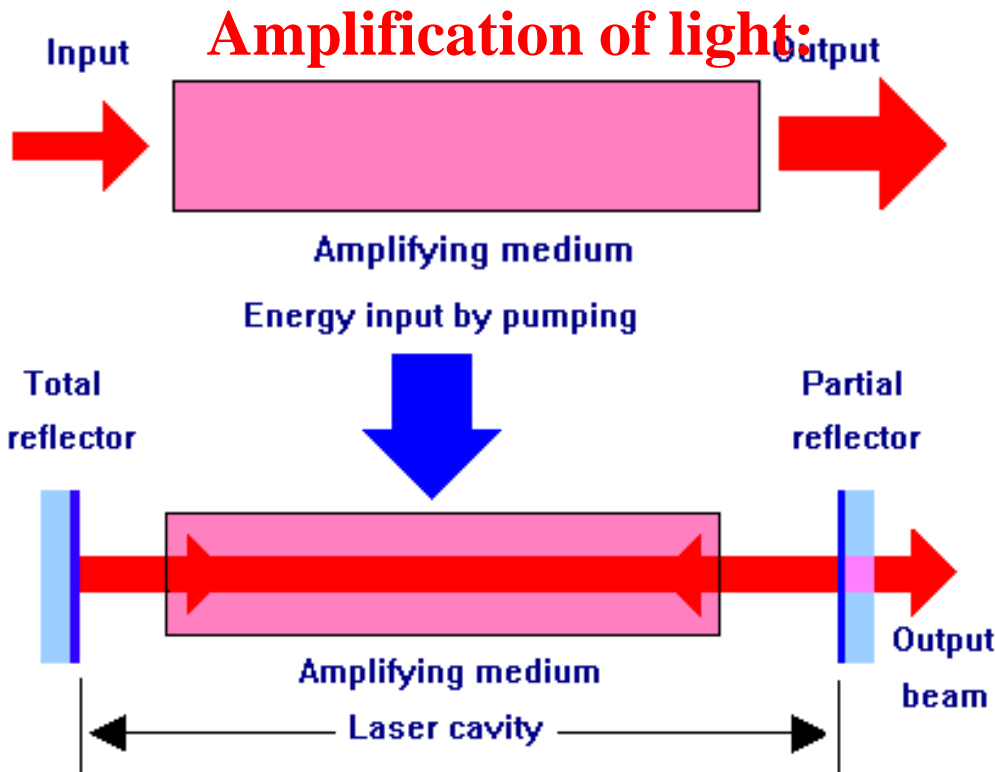 Amplification of light:
Input
Output
Amplifying medium
Energy input by pumping
Total
reflector
Partial
reflector
Amplifying medium
Output
beam
Laser cavity